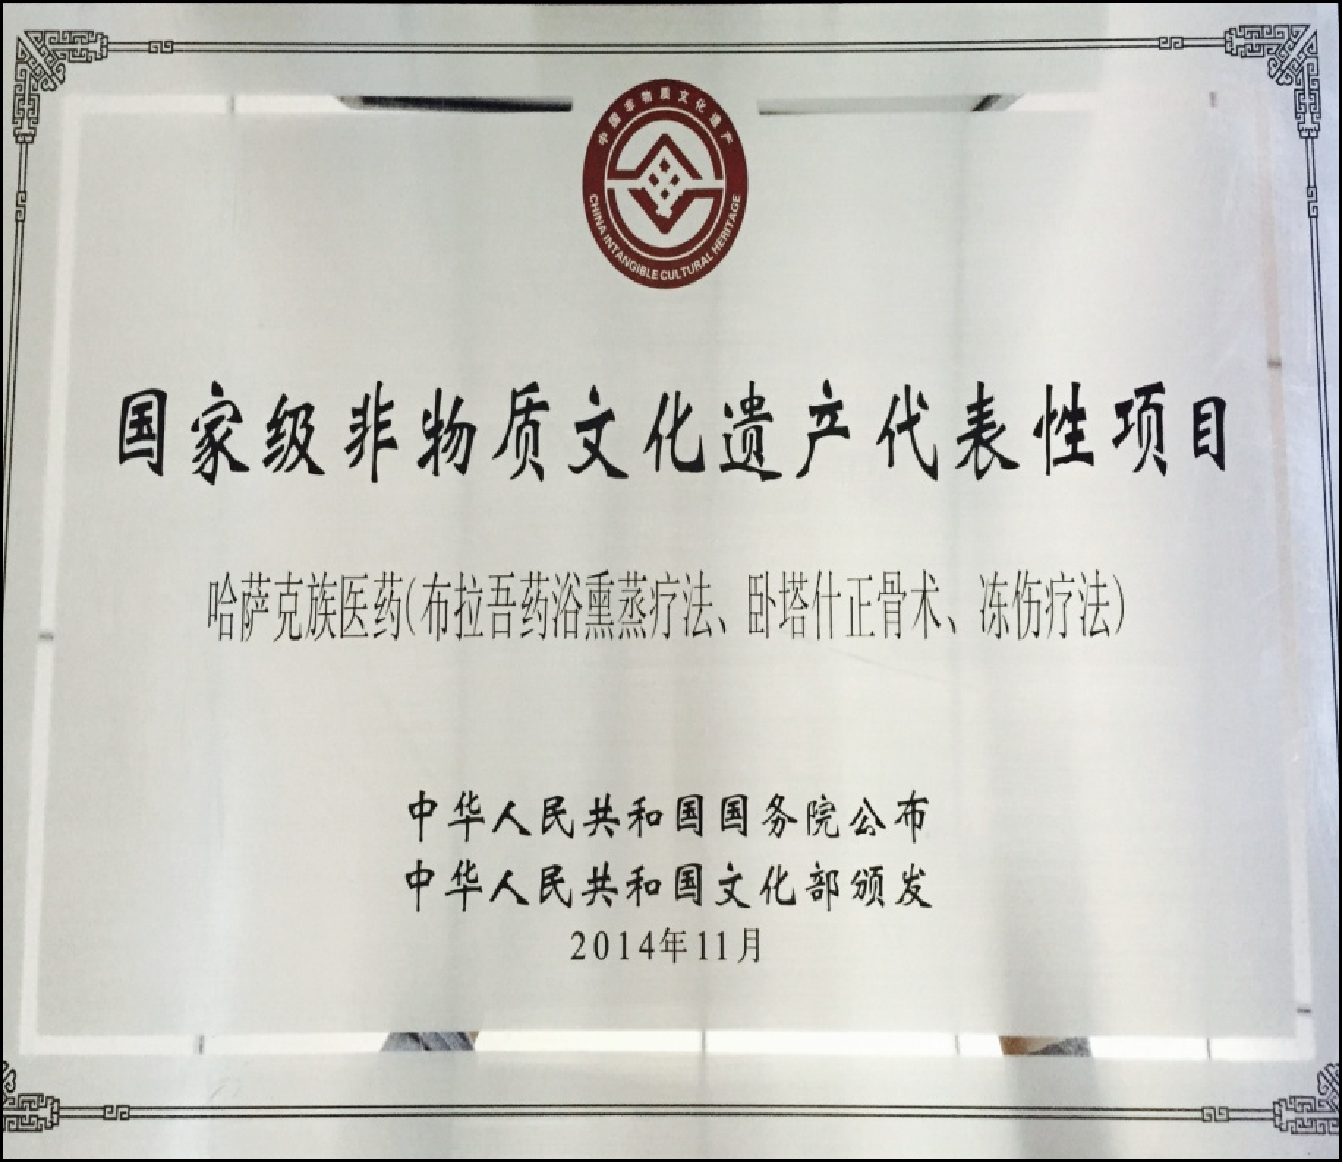 中国非物质文化遗产
CHINA INTANGIBLE CULTURAL HERITAGE
国家级非物质文化遗产代表性项目
哈萨克族医药(布拉吾药浴熏蒸疗法、卧塔什正骨术、冻伤疗法)
中华人民共和国国务院公布
中华人民共和国文化部颁发
2014年11月